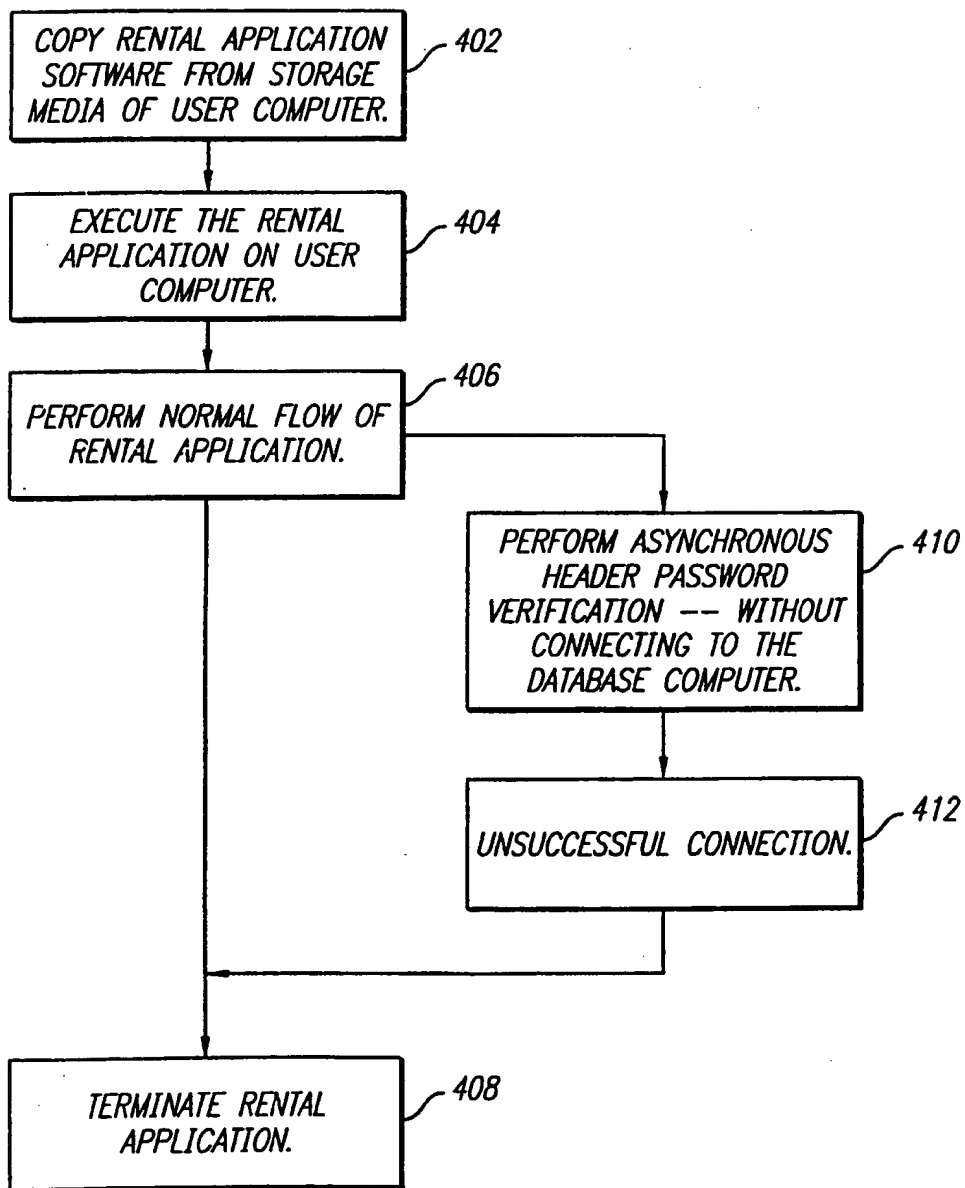 COPY RENTAL APPLICATION
SOFTWARE FROM STORAGE
MEDIA OF USER COMPUTER.
402
EXECUTE THE RENTAL
APPLICATION ON USER
COMPUTER.
404
PERFORM NORMAL FLOW OF
RENTAL APPLICATION.
406
PERFORM ASYNCHRONOUS
HEADER PASSWORD
VERIFICATION -- WITHOUT
CONNECTING TO THE
DATABASE COMPUTER.
410
UNSUCCESSFUL CONNECTION.
412
TERMINATE RENTAL
APPLICATION.
408